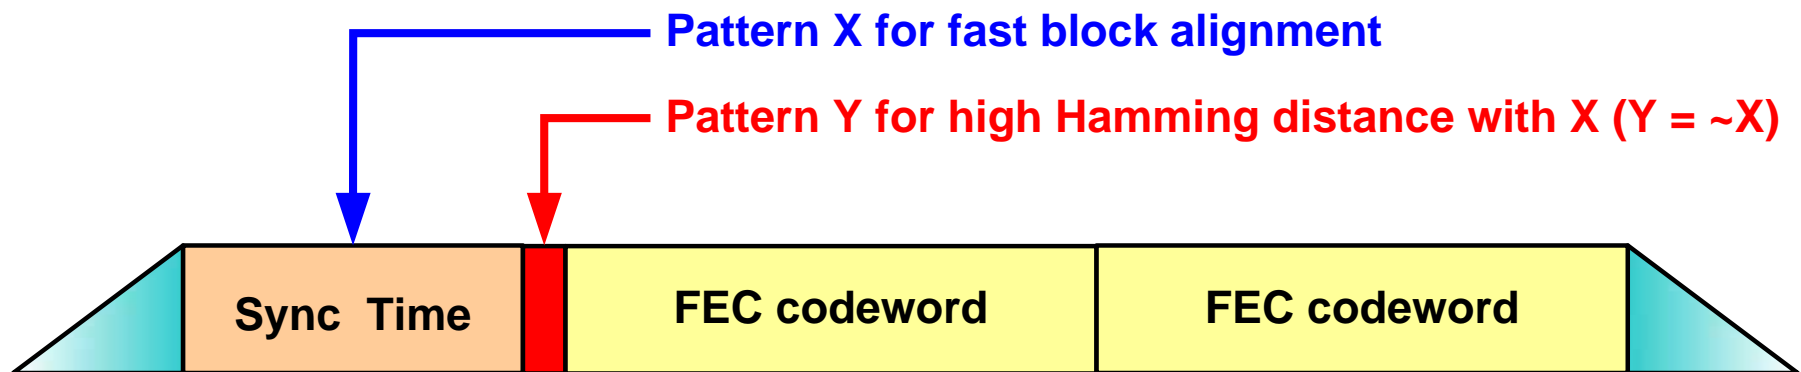 Pattern X for fast block alignment
Pattern Y for high Hamming distance with X (Y = ~X)
Sync Time
FEC codeword
FEC codeword